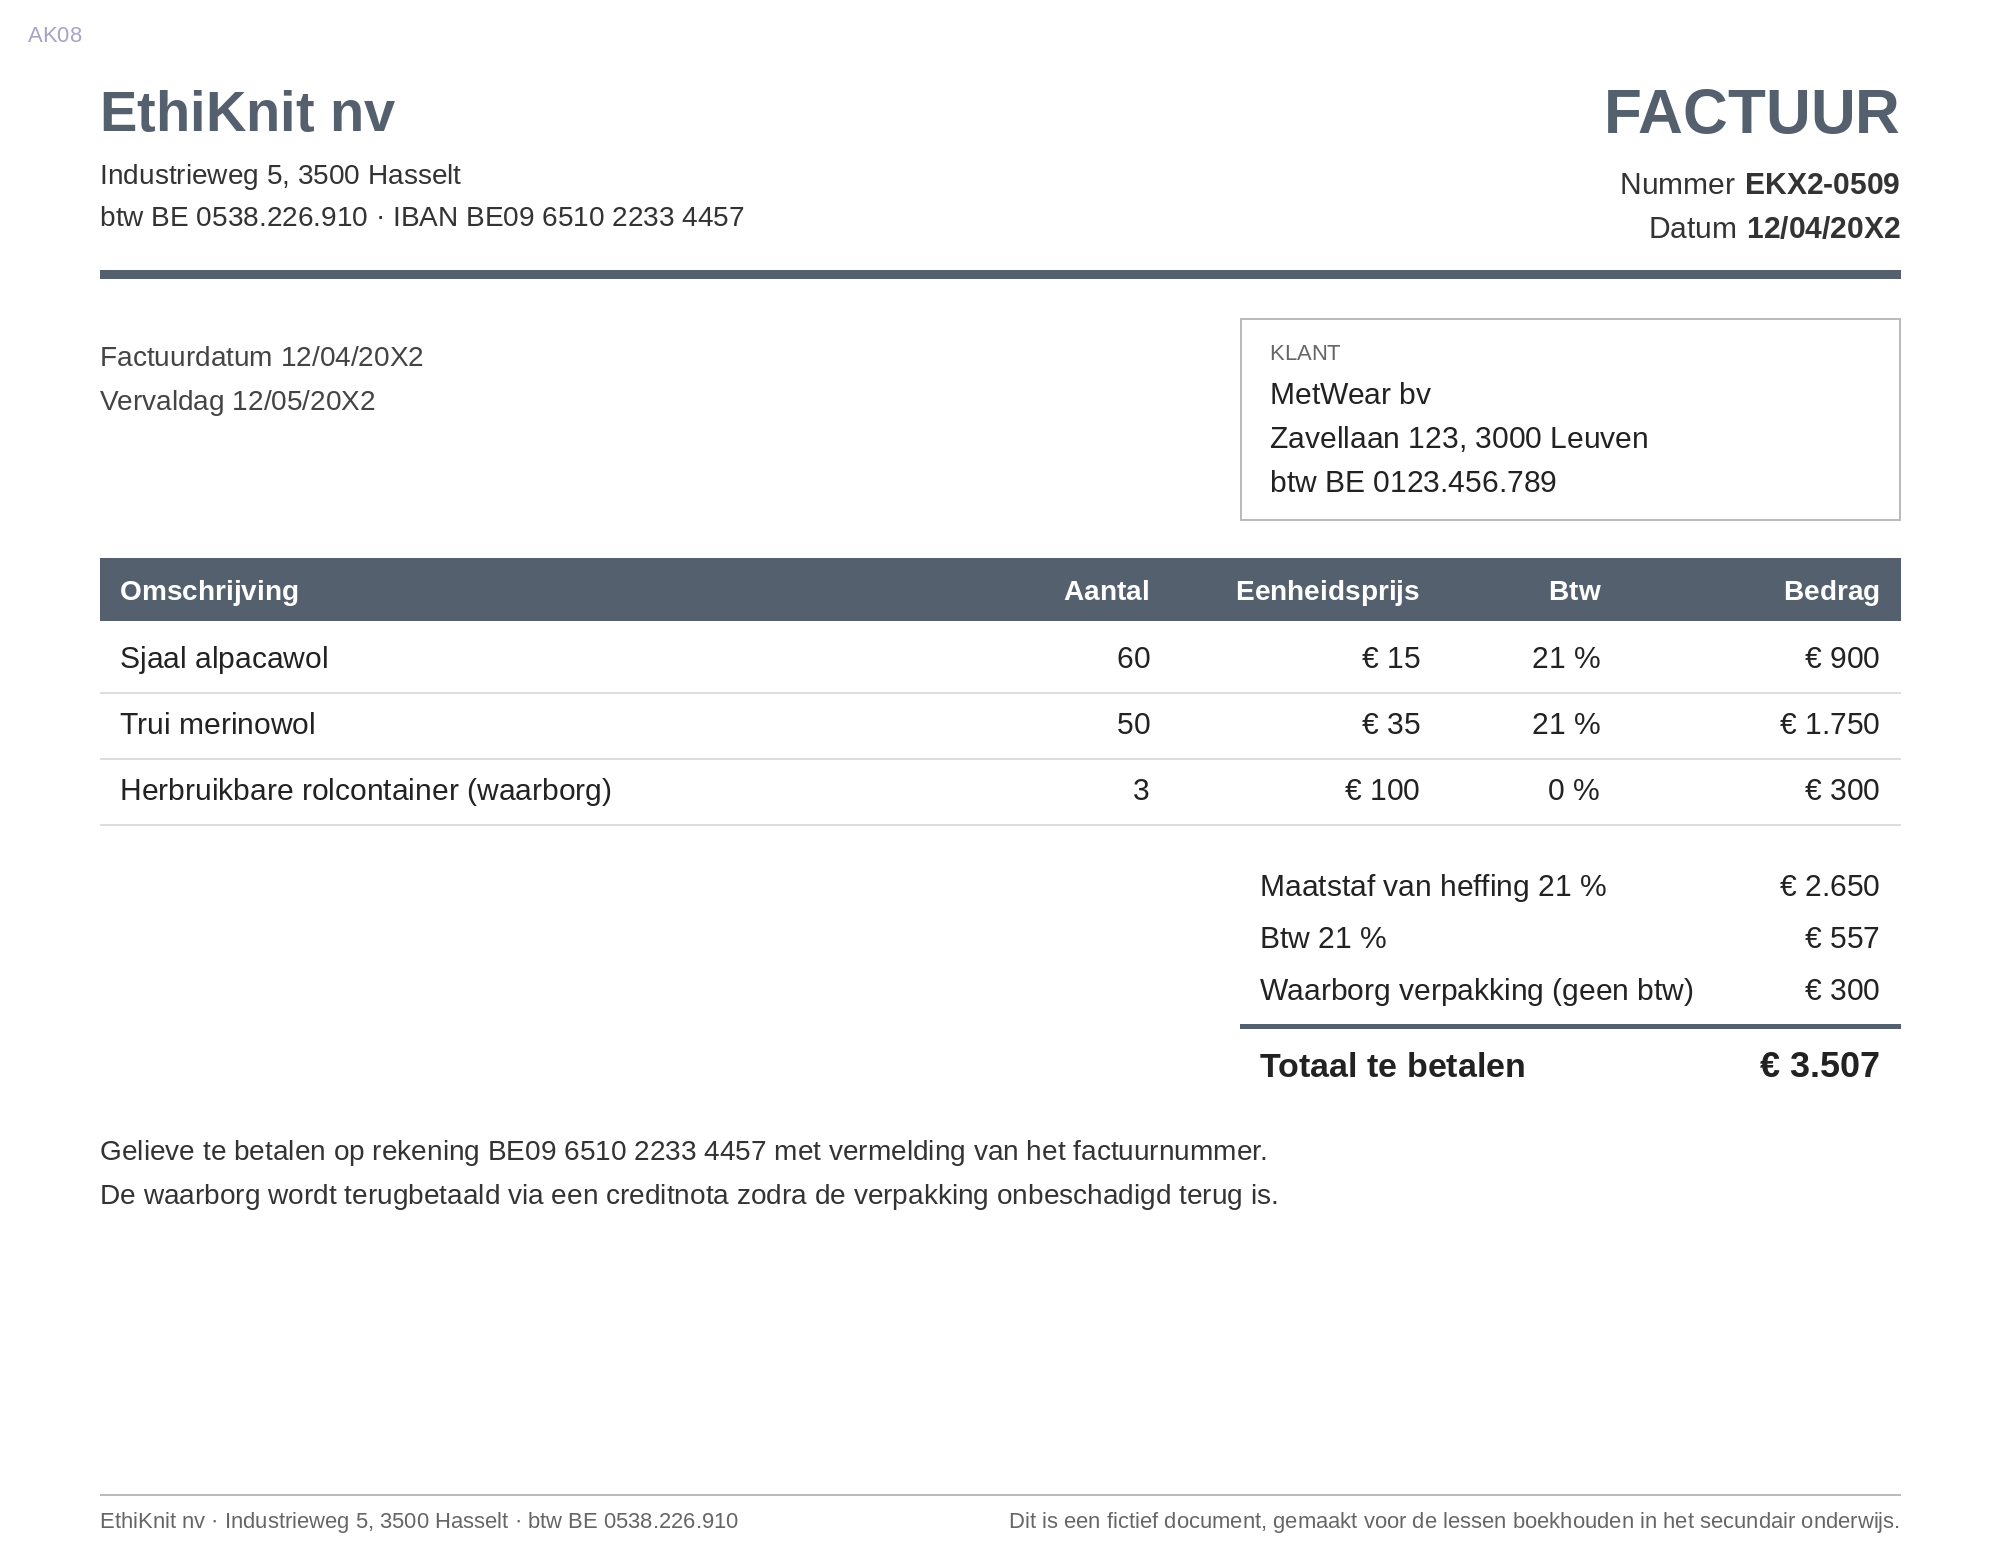 AK08
EthiKnit nv
FACTUUR
Industrieweg 5, 3500 Hasselt
btw BE 0538.226.910 · IBAN BE09 6510 2233 4457
Nummer EKX2-0509
Datum 12/04/20X2
Factuurdatum 12/04/20X2
Vervaldag 12/05/20X2
KLANT
MetWear bv
Zavellaan 123, 3000 Leuven
btw BE 0123.456.789
Omschrijving Aantal Eenheidsprijs Btw Bedrag
Sjaal alpacawol 60 € 15 21 % € 900
Trui merinowol 50 € 35 21 % € 1.750
Herbruikbare rolcontainer (waarborg) 3 € 100 0 % € 300
Maatstaf van heffing 21 % € 2.650
Btw 21 % € 557
Waarborg verpakking (geen btw) € 300
Totaal te betalen € 3.507
Gelieve te betalen op rekening BE09 6510 2233 4457 met vermelding van het factuurnummer.
De waarborg wordt terugbetaald via een creditnota zodra de verpakking onbeschadigd terug is.
EthiKnit nv · Industrieweg 5, 3500 Hasselt · btw BE 0538.226.910
Dit is een fictief document, gemaakt voor de lessen boekhouden in het secundair onderwijs.